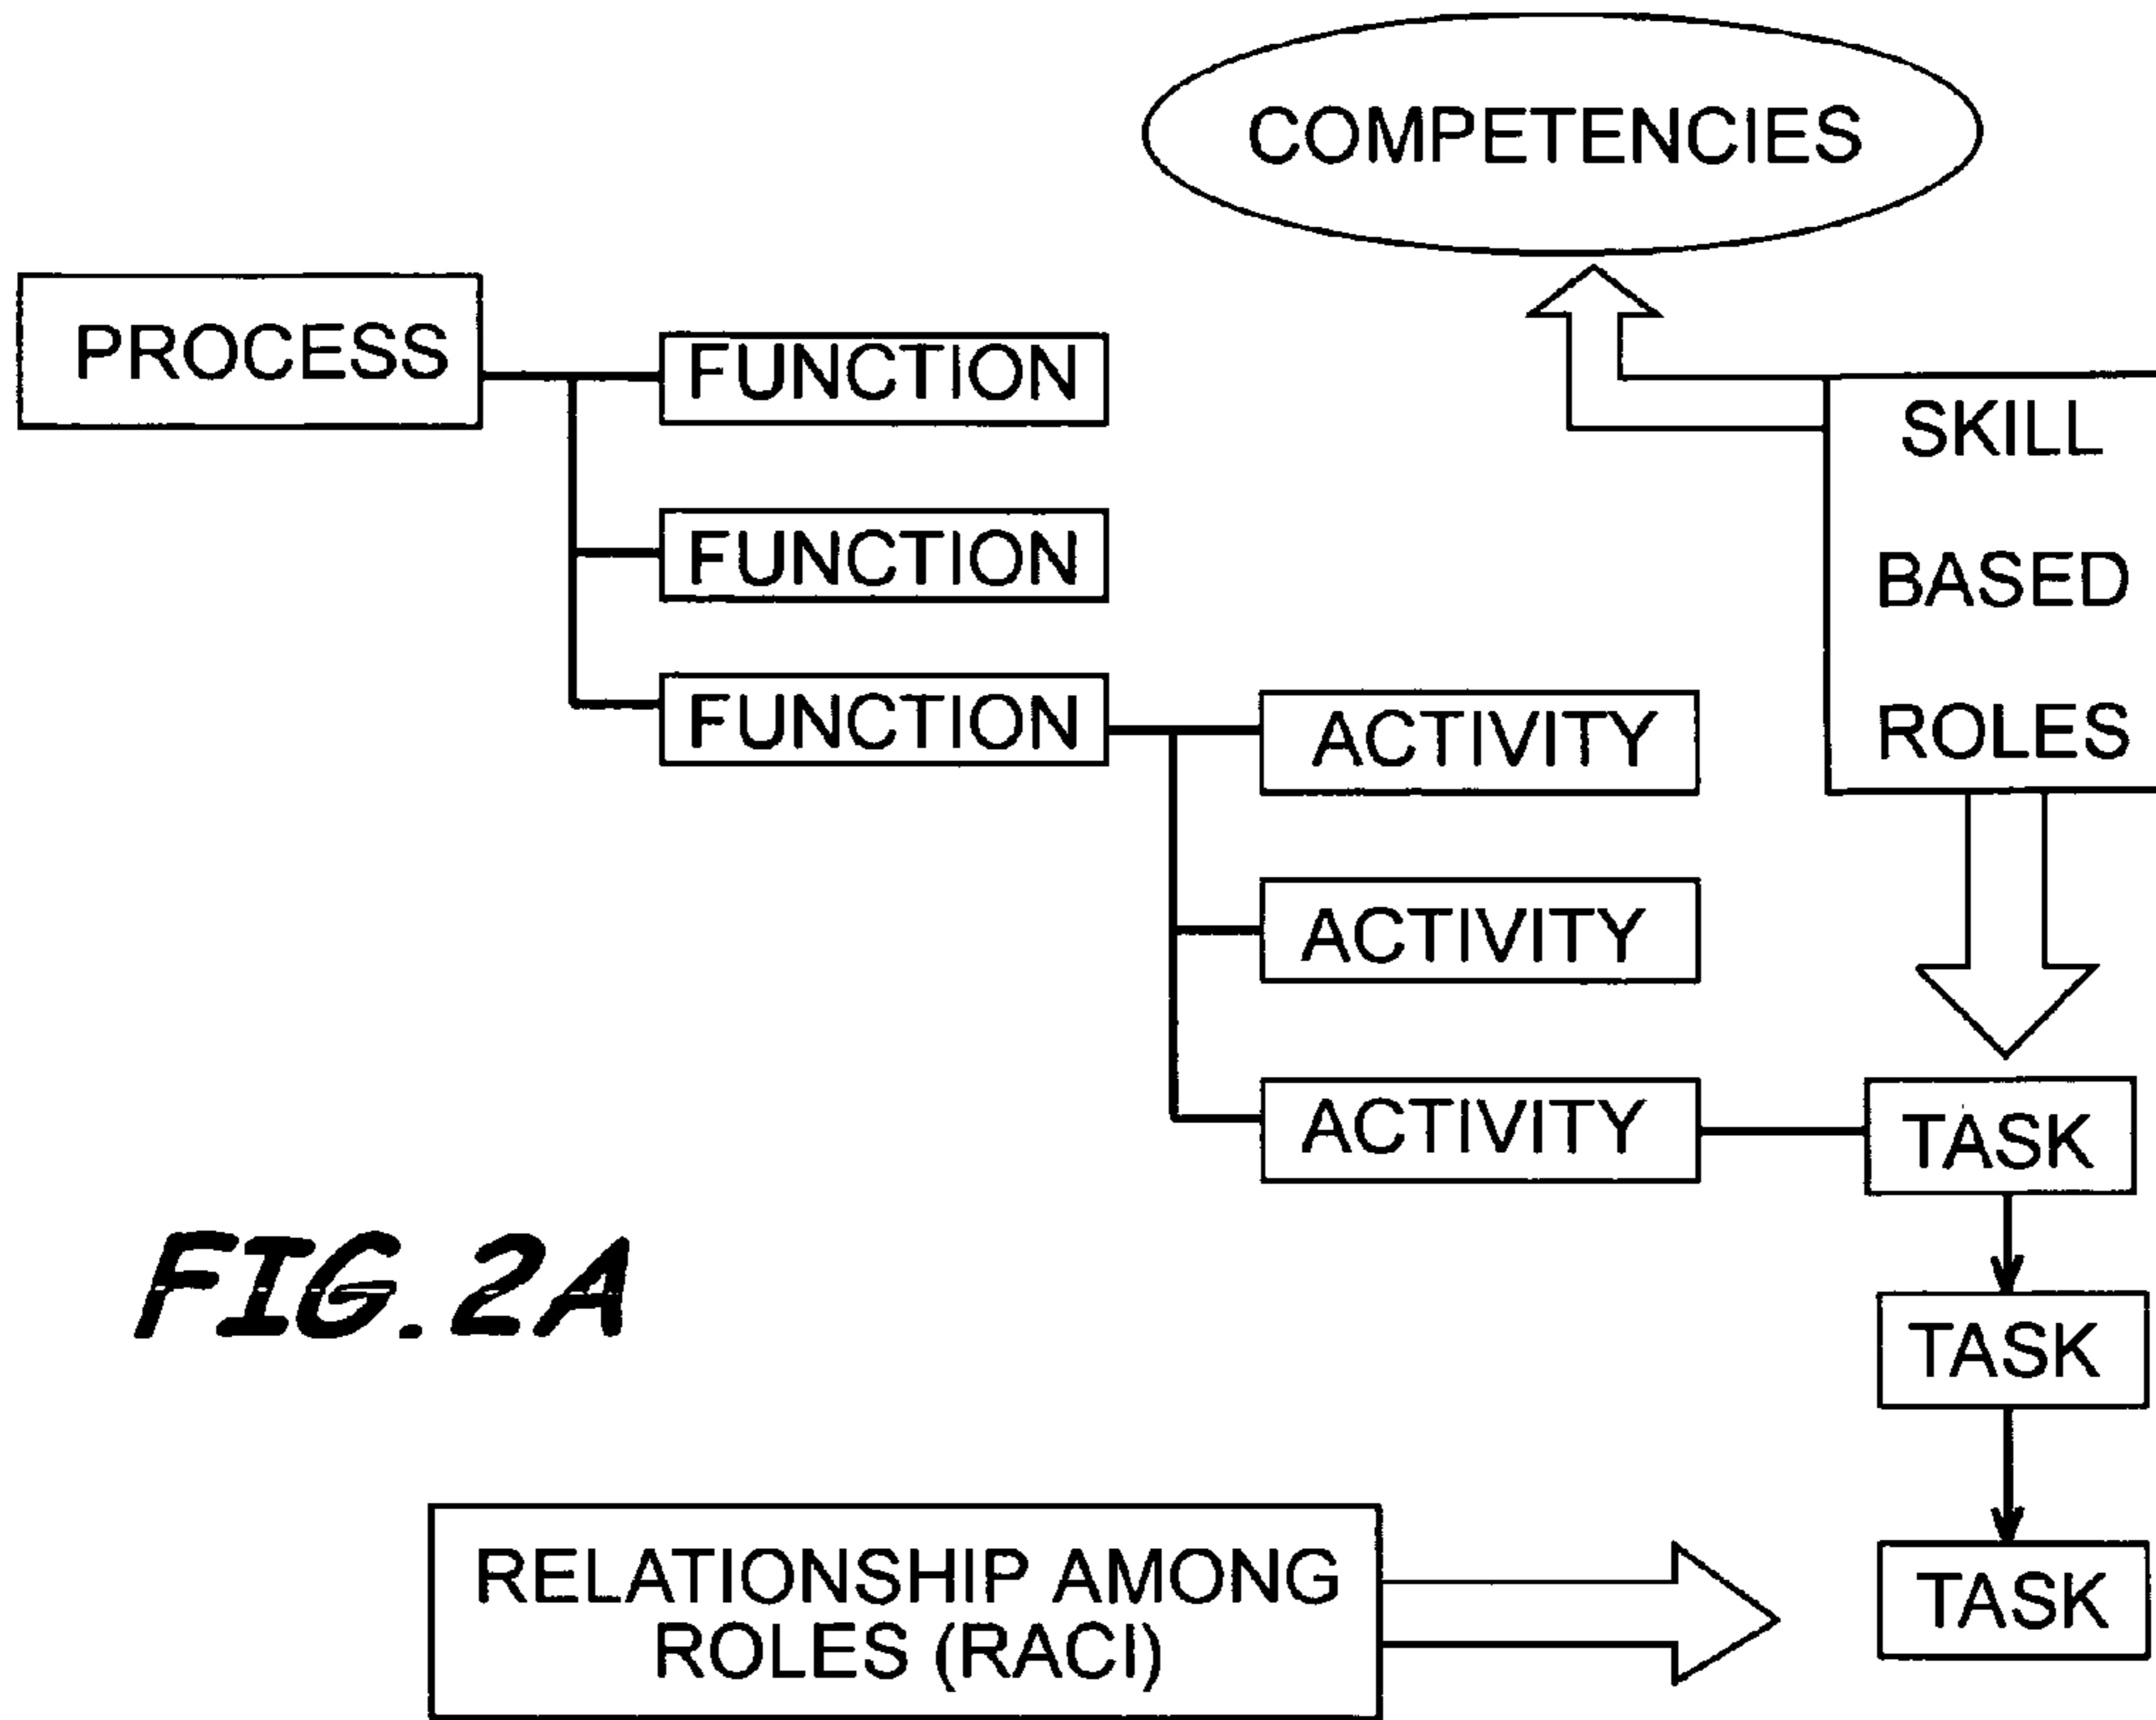 COMPETENCIES
PROCESS
FUNCTION
FUNCTION
FUNCTION
SKILL
BASED
ROLES
ACTIVITY
ACTIVITY
ACTIVITY
TASK
TASK
TASK
RELATIONSHIP AMONG
ROLES (RACI)
FIG. 2A